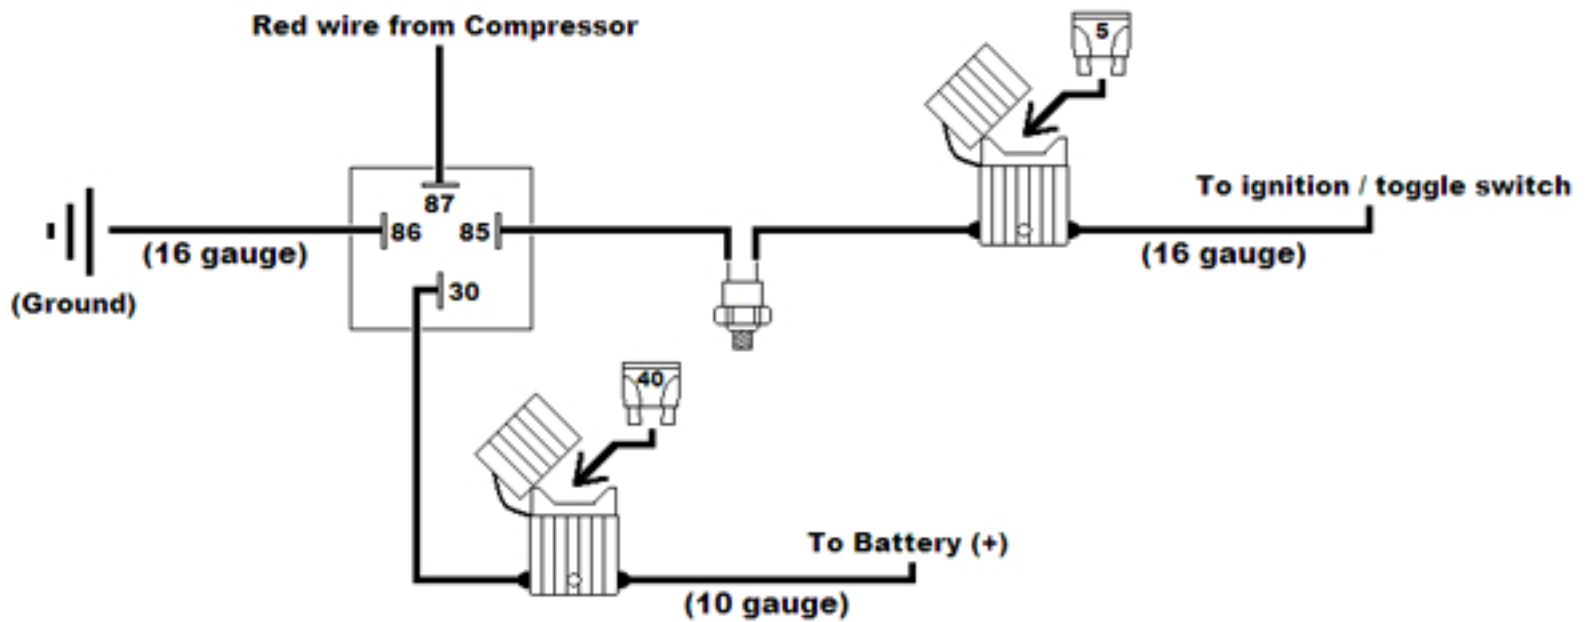 Red wire from Compressor
5
To ignition / toggle switch
87
86
85
(16 gauge)
(16 gauge)
30
(Ground)
40
To Battery (+)
(10 gauge)